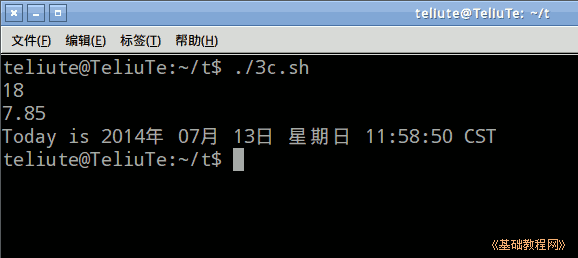 teliute@TeliuTe: ~/t
文件(F) 编辑(E) 标签(T) 帮助(H)
teliute@TeliuTe:~/t$ ./3c.sh
18
7.85
Today is 2014年 07月 13日 星期日 11:58:50 CST
teliute@TeliuTe:~/t$
《基础教程网》